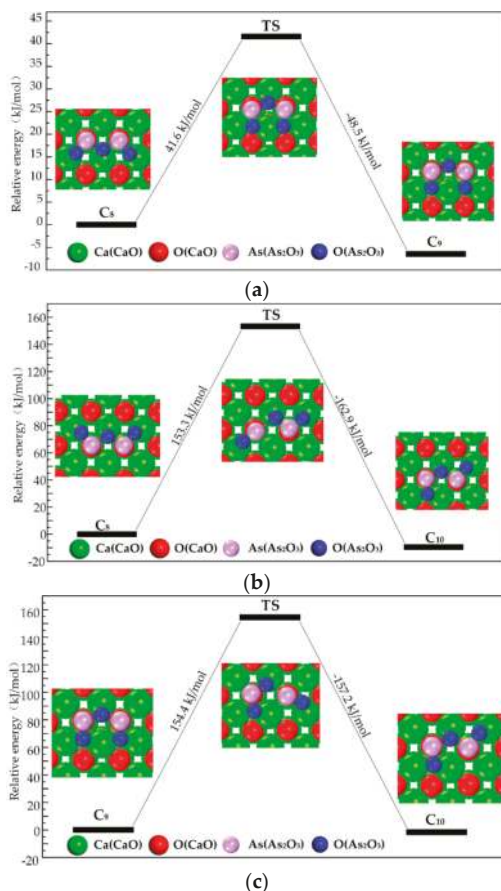 TS
45
40
35
30
25
20
15
10
5
0
-5
-10
Relative energy (kJ/mol)
41.6 kJ/mol
-48.5 kJ/mol
C₈
C₉
Ca(CaO) O(CaO) As(As₂O₃) O(As₂O₃)
(a)
TS
160
140
120
100
80
60
40
20
0
-20
Relative energy (kJ/mol)
153.3 kJ/mol
-162.9 kJ/mol
C₈
C₁₀
Ca(CaO) O(CaO) As(As₂O₃) O(As₂O₃)
(b)
TS
160
140
120
100
80
60
40
20
0
-20
Relative energy (kJ/mol)
154.4 kJ/mol
-157.2 kJ/mol
C₉
C₁₀
Ca(CaO) O(CaO) As(As₂O₃) O(As₂O₃)
(c)